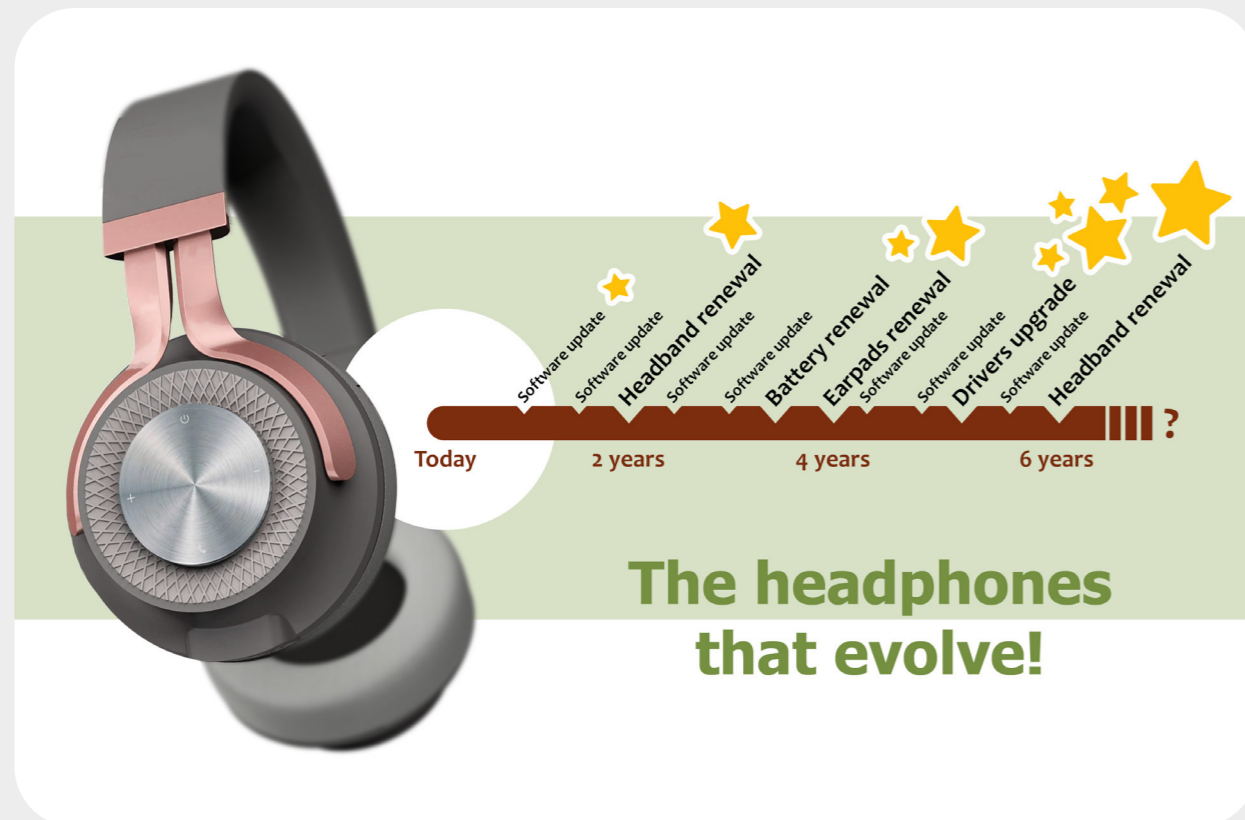 Software update
Software update
Headband renewal
Software update
Software update
Battery renewal
Earpads renewal
Software update
Software update
Drivers upgrade
Software update
Headband renewal
?
Today
2 years
4 years
6 years
The headphones
that evolve!